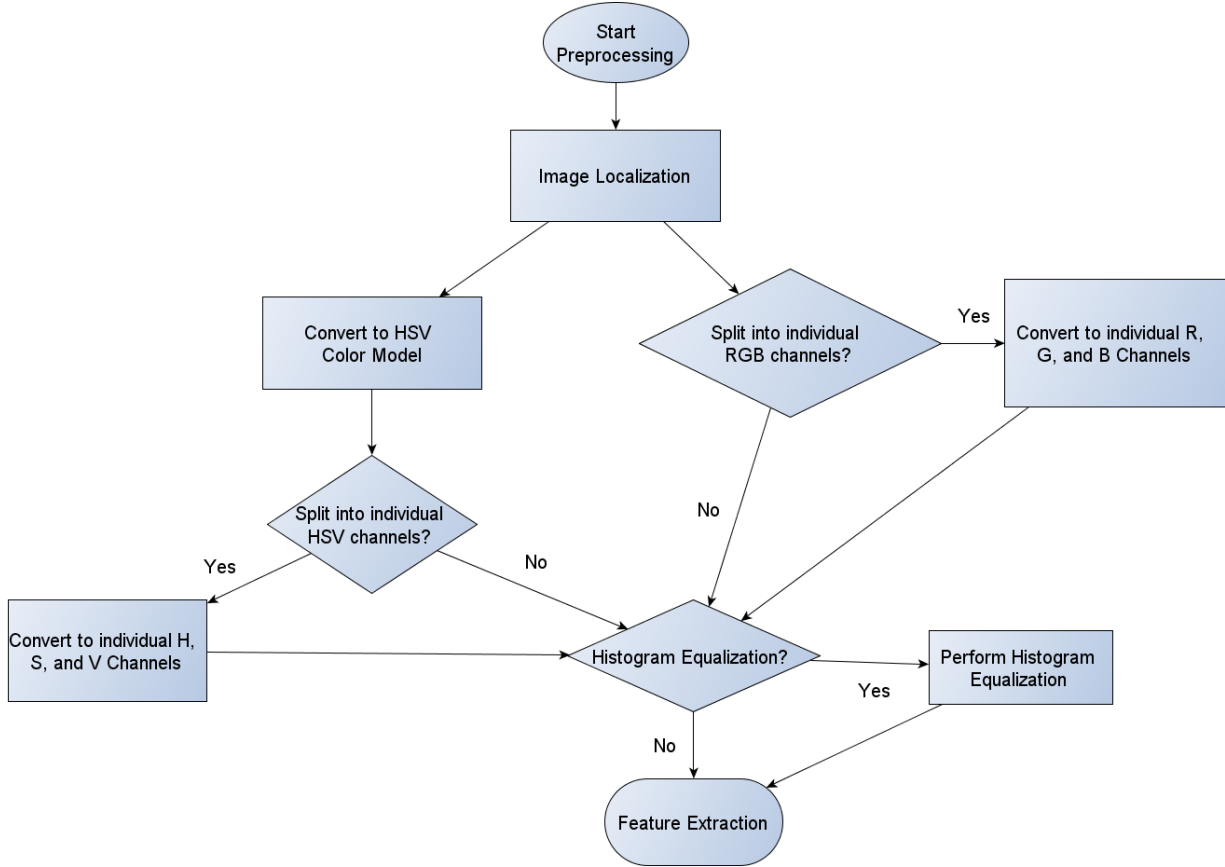 Start
Preprocessing
Image Localization
Convert to HSV
Color Model
Split into individual
RGB channels?
Yes
Convert to individual R,
G, and B Channels
No
Split into individual
HSV channels?
Yes
No
Convert to individual H,
S, and V Channels
Histogram Equalization?
Yes
Perform Histogram
Equalization
No
Feature Extraction